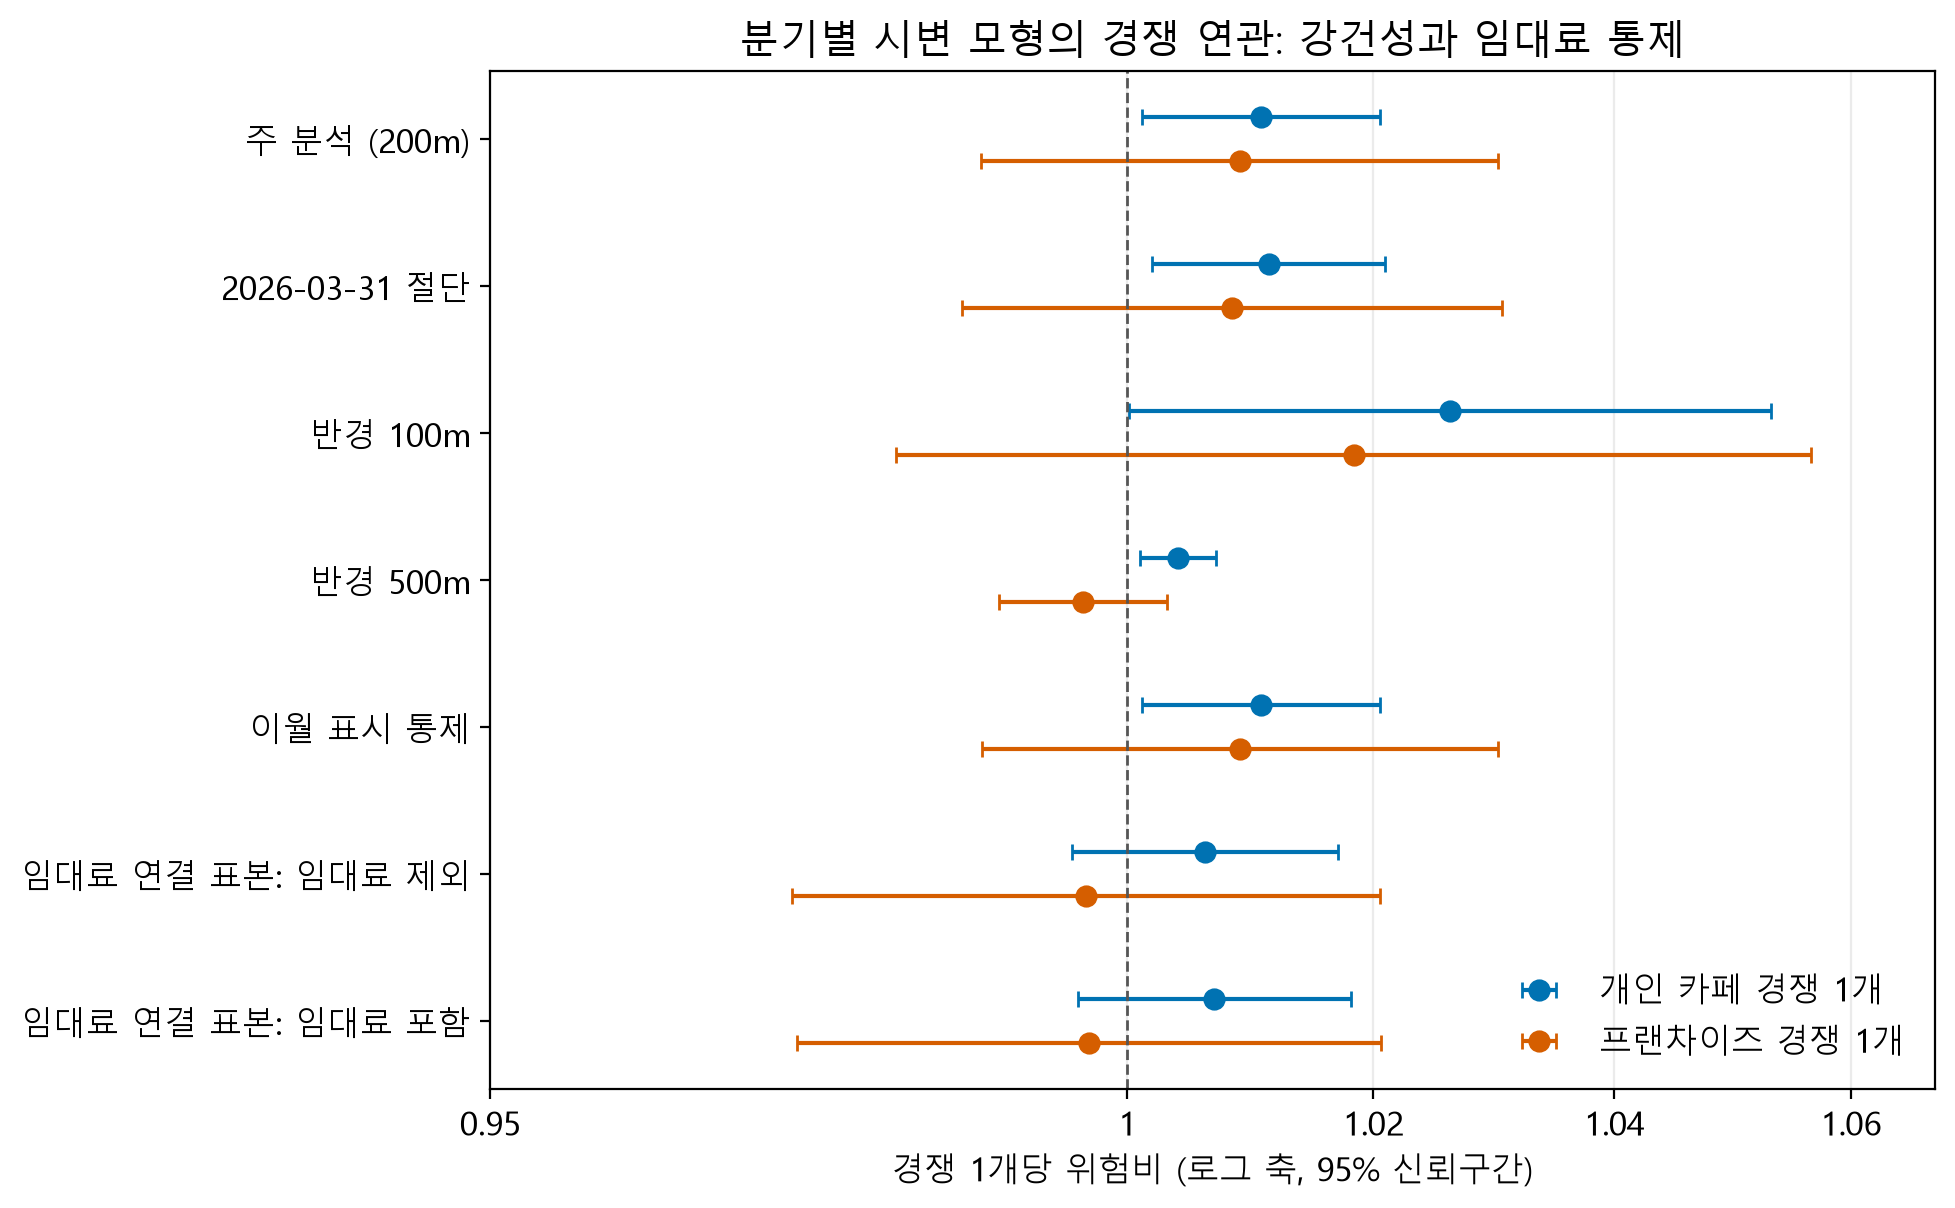 분기별 시변 모형의 경쟁 연관: 강건성과 임대료 통제
주 분석 (200m)
2026-03-31 절단
반경 100m
반경 500m
이월 표시 통제
임대료 연결 표본: 임대료 제외
임대료 연결 표본: 임대료 포함
개인 카페 경쟁 1개
프랜차이즈 경쟁 1개
0.95 1 1.02 1.04 1.06
경쟁 1개당 위험비 (로그 축, 95% 신뢰구간)